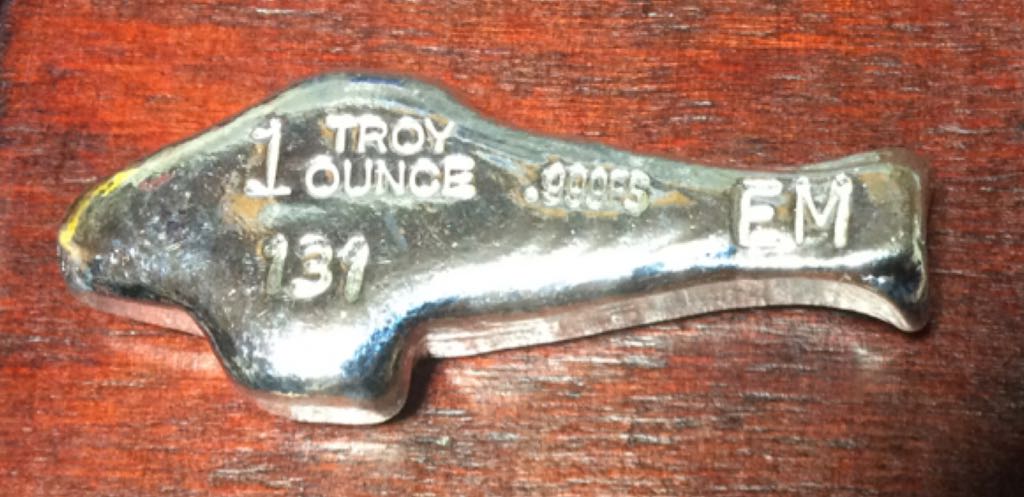 1 TROY
OUNCE
.999FS
EM
131